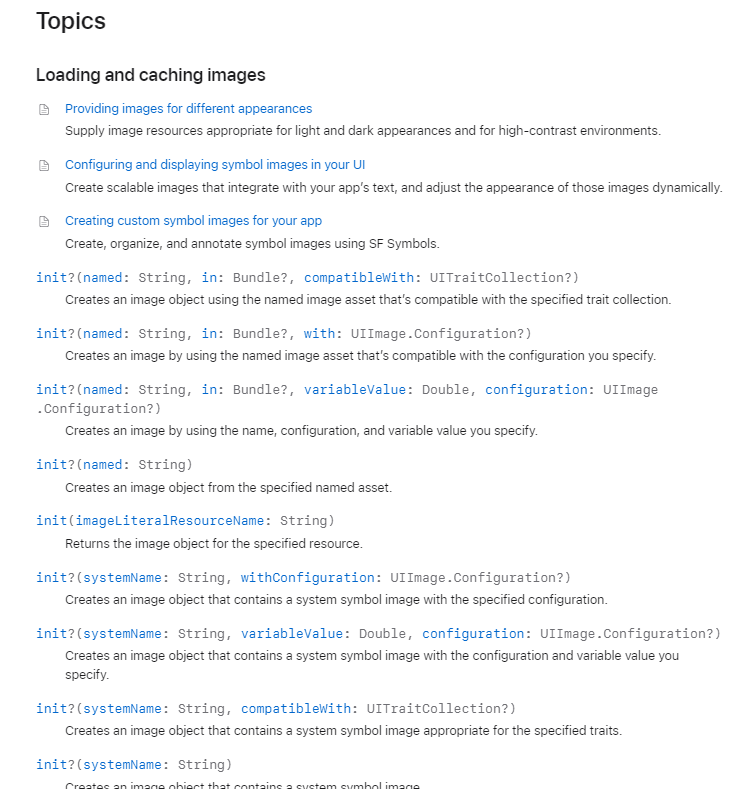 Topics
Loading and caching images
Providing images for different appearances
Supply image resources appropriate for light and dark appearances and for high-contrast environments.
Configuring and displaying symbol images in your UI
Create scalable images that integrate with your app’s text, and adjust the appearance of those images dynamically.
Creating custom symbol images for your app
Create, organize, and annotate symbol images using SF Symbols.
init?(named: String, in: Bundle?, compatibleWith: UITraitCollection?)
Creates an image object using the named image asset that’s compatible with the specified trait collection.
init?(named: String, in: Bundle?, with: UIImage.Configuration?)
Creates an image by using the named image asset that’s compatible with the configuration you specify.
init?(named: String, in: Bundle?, variableValue: Double, configuration: UIImage
.Configuration?)
Creates an image by using the name, configuration, and variable value you specify.
init?(named: String)
Creates an image object from the specified named asset.
init(imageLiteralResourceName: String)
Returns the image object for the specified resource.
init?(systemName: String, withConfiguration: UIImage.Configuration?)
Creates an image object that contains a system symbol image with the specified configuration.
init?(systemName: String, variableValue: Double, configuration: UIImage.Configuration?)
Creates an image object that contains a system symbol image with the configuration and variable value you
specify.
init?(systemName: String, compatibleWith: UITraitCollection?)
Creates an image object that contains a system symbol image appropriate for the specified traits.
init?(systemName: String)
Creates an image object that contains a system symbol image.